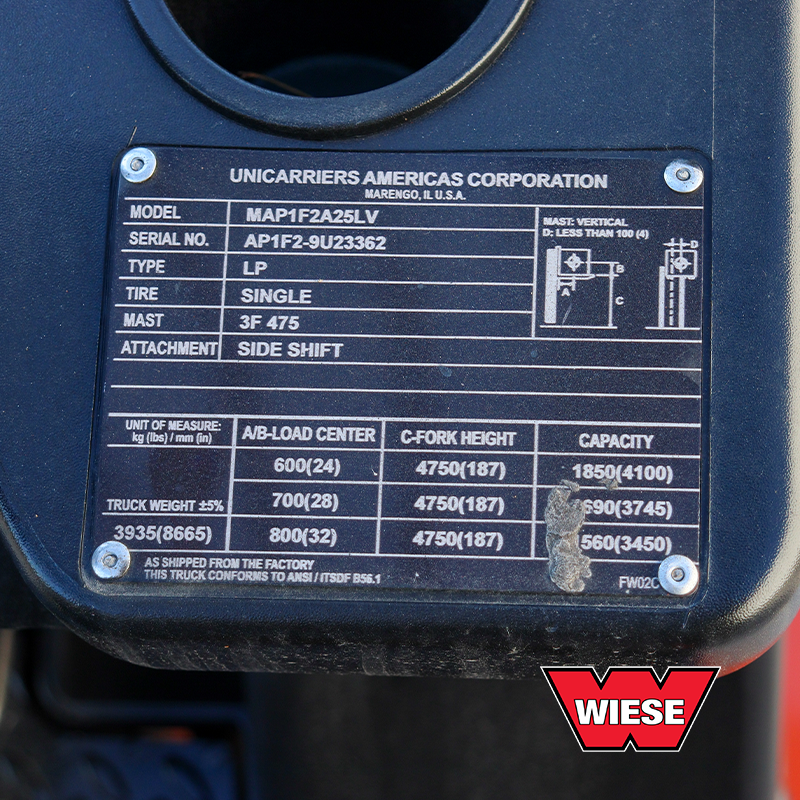 UNICARRIERS AMERICAS CORPORATION
MARENGO, IL U.S.A.
MODEL MAP1F2A25LV
SERIAL NO. AP1F2-9U23362
TYPE LP
TIRE SINGLE
MAST 3F 475
ATTACHMENT SIDE SHIFT
MAST: VERTICAL
D: LESS THAN 100 (4)
D
B
A
C
UNIT OF MEASURE:
kg (lbs) / mm (in)
A/B-LOAD CENTER C-FORK HEIGHT CAPACITY
600(24) 4750(187) 1850(4100)
TRUCK WEIGHT ±5% 700(28) 4750(187) 690(3745)
3935(8665) 800(32) 4750(187) 560(3450)
AS SHIPPED FROM THE FACTORY
THIS TRUCK CONFORMS TO ANSI / ITSDF B56.1
FW02C
WIESE